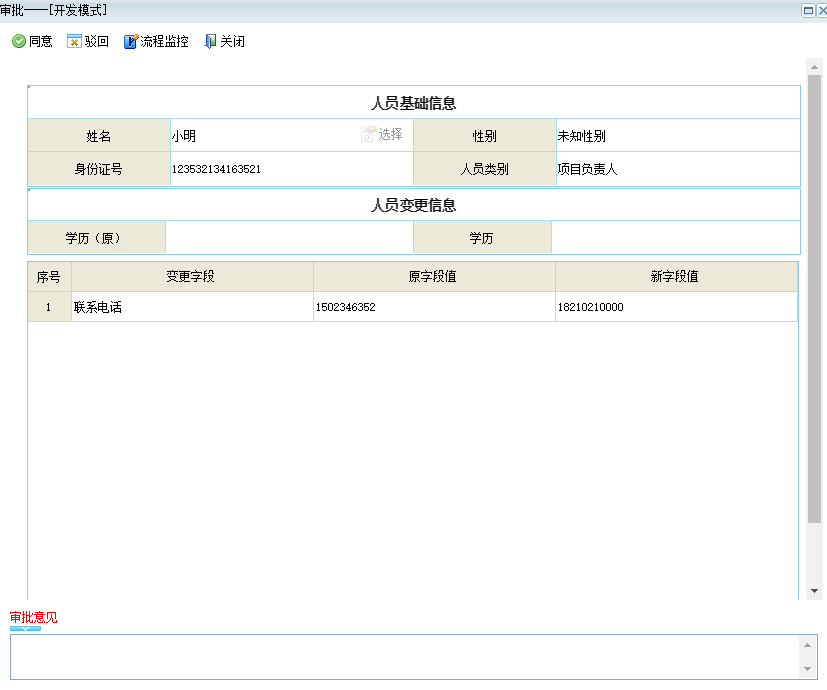 审批——[开发模式]
同意 驳回 流程监控 关闭
人员基础信息
姓名 小明 选择 性别 未知性别
身份证号 123532134163521 人员类别 项目负责人
人员变更信息
学历（原） 学历
序号 变更字段 原字段值 新字段值
1 联系电话 1502346352 18210210000
审批意见